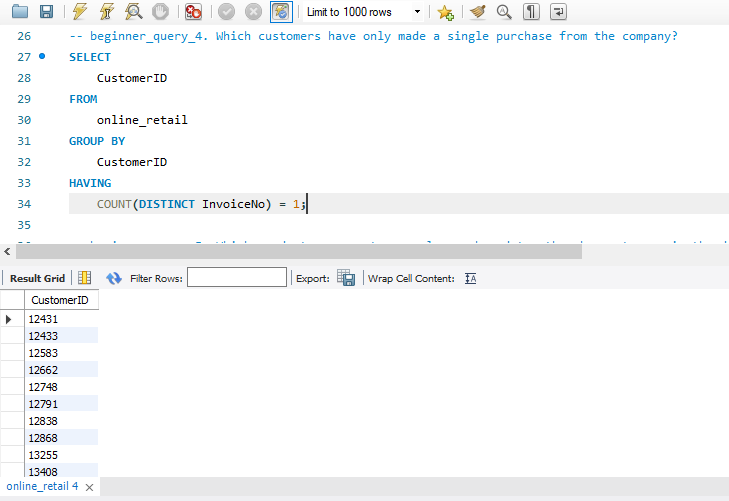 Limit to 1000 rows
26 -- beginner_query_4. Which customers have only made a single purchase from the company?
27 SELECT
28 CustomerID
29 FROM
30 online_retail
31 GROUP BY
32 CustomerID
33 HAVING
34 COUNT(DISTINCT InvoiceNo) = 1;
35
Result Grid Filter Rows: Export: Wrap Cell Content:
CustomerID
12431
12433
12583
12662
12748
12791
12838
12868
13255
13408
online_retail 4